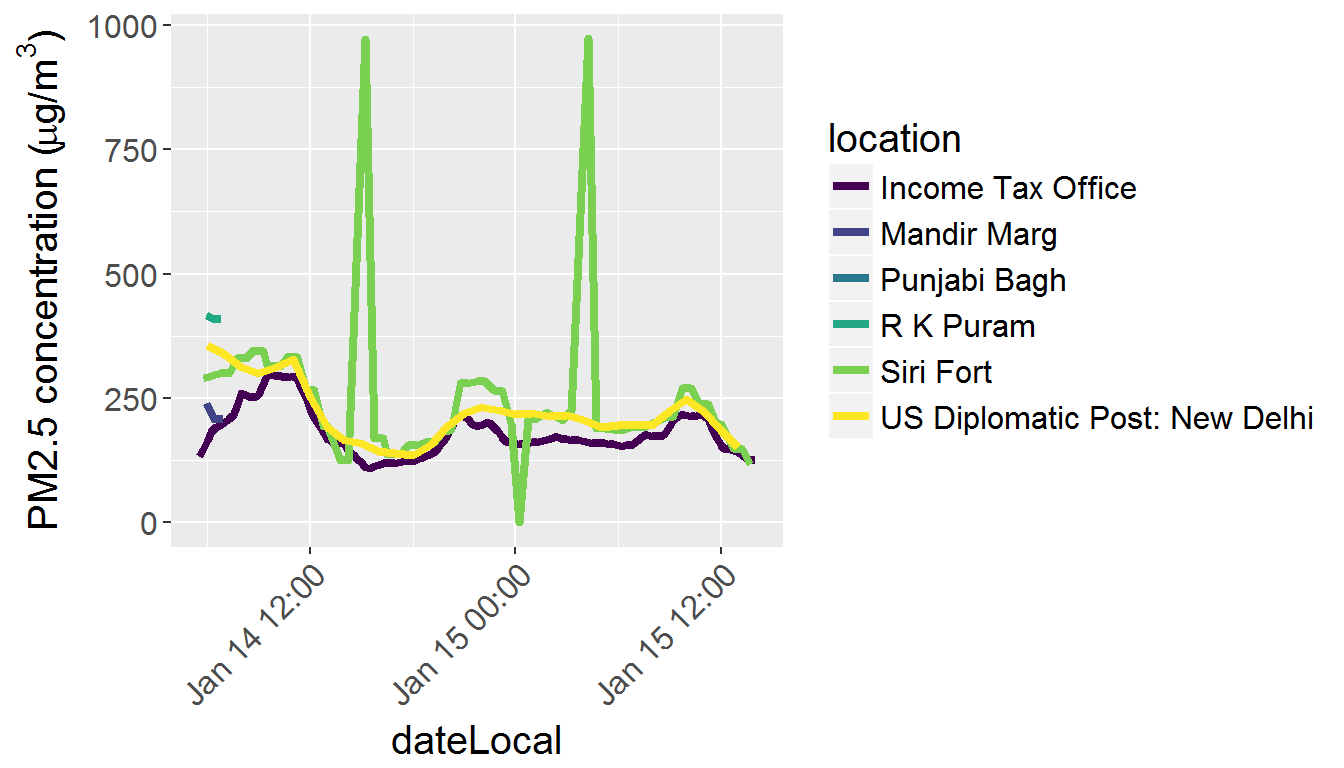 PM2.5 concentration (μg/m³)
1000
750
500
250
0
Jan 14 12:00
Jan 15 00:00
Jan 15 12:00
dateLocal
location
Income Tax Office
Mandir Marg
Punjabi Bagh
R K Puram
Siri Fort
US Diplomatic Post: New Delhi